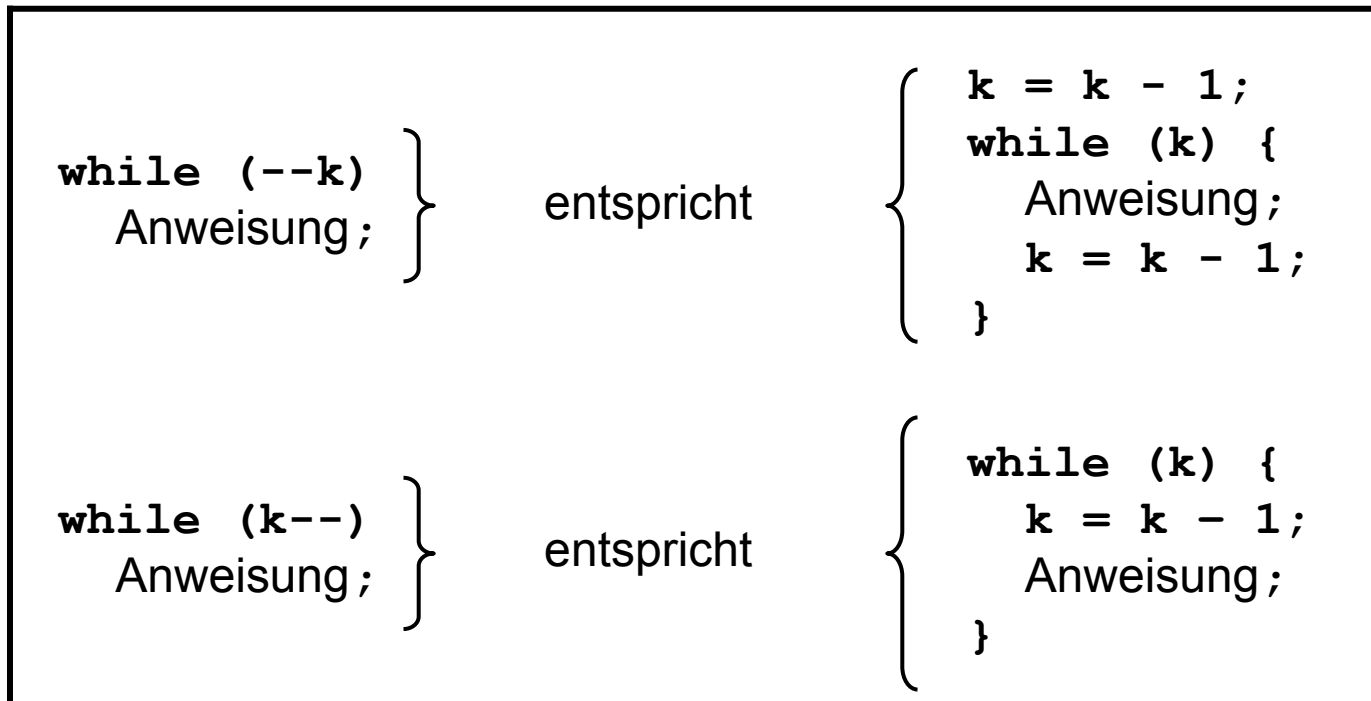 while (--k)
Anweisung;
entspricht
k = k - 1;
while (k) {
Anweisung;
k = k - 1;
}
while (k--)
Anweisung;
entspricht
while (k) {
k = k – 1;
Anweisung;
}